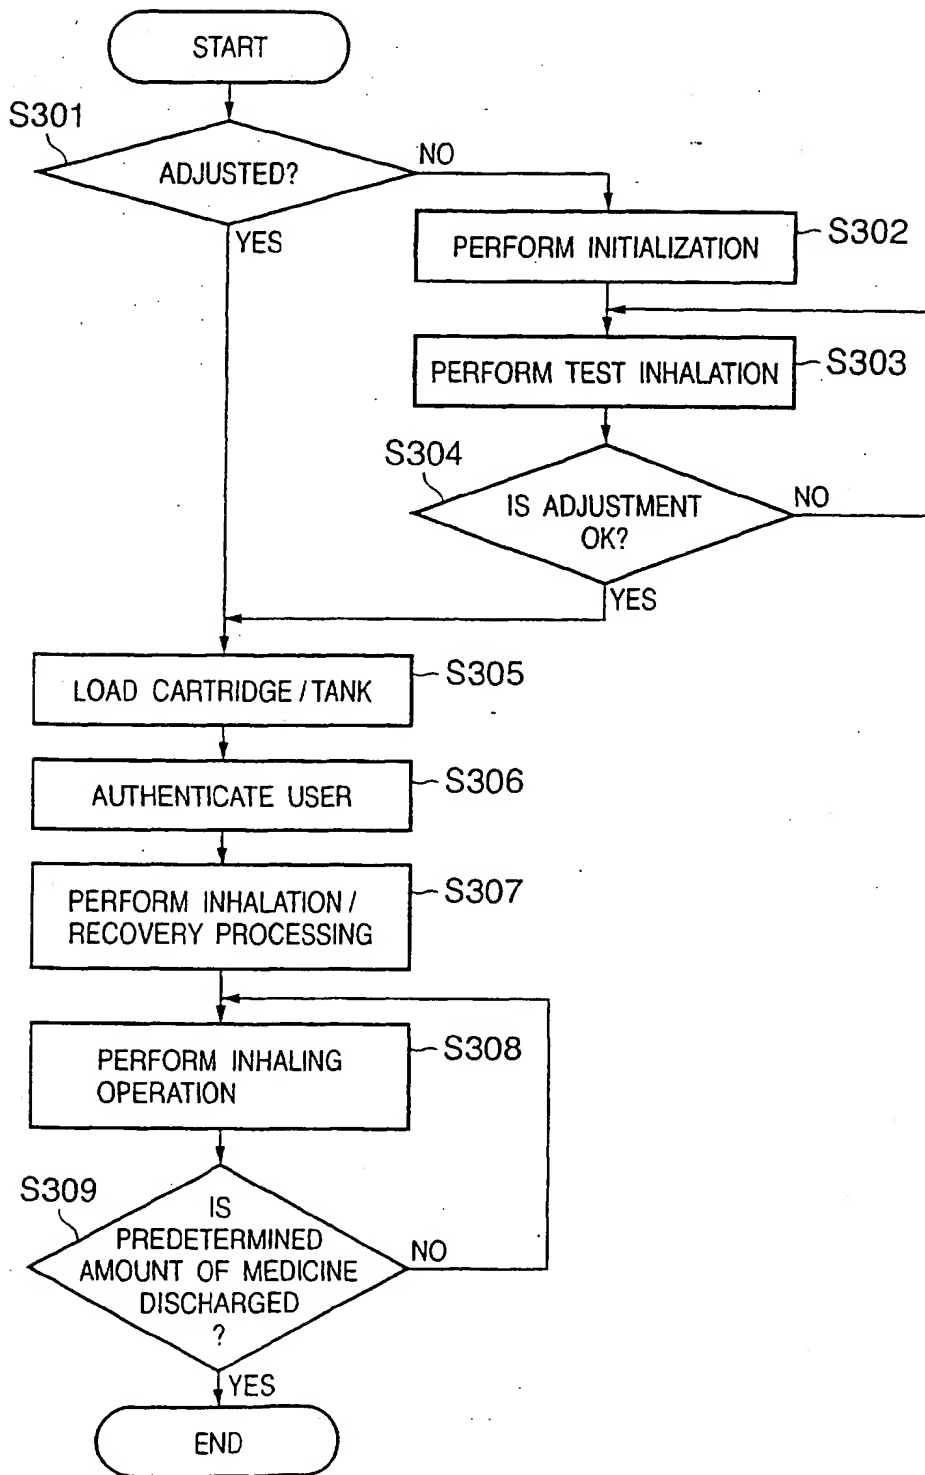 START
S301
ADJUSTED?
NO
YES
PERFORM INITIALIZATION
S302
PERFORM TEST INHALATION
S303
S304
IS ADJUSTMENT
OK?
NO
YES
LOAD CARTRIDGE/TANK
S305
AUTHENTICATE USER
S306
PERFORM INHALATION/
RECOVERY PROCESSING
S307
PERFORM INHALING
OPERATION
S308
S309
IS
PREDETERMINED
AMOUNT OF MEDICINE
DISCHARGED
?
NO
YES
END